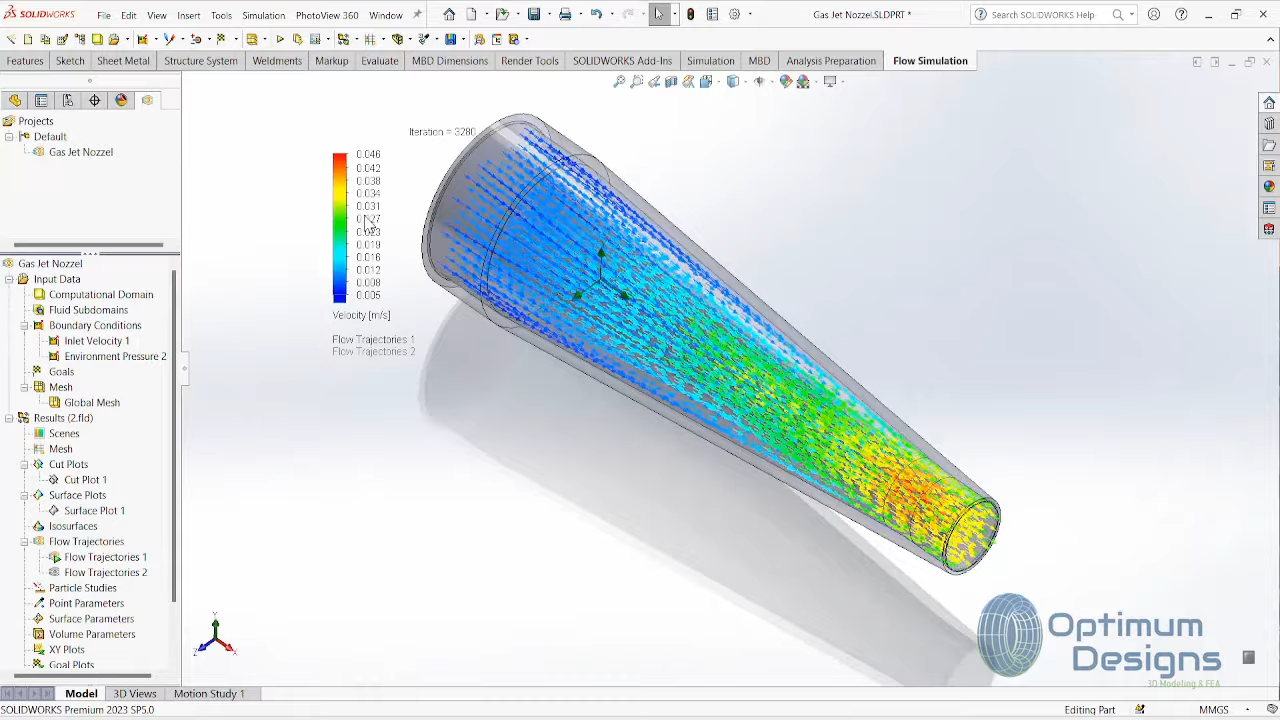 SOLIDWORKS File Edit View Insert Tools Simulation PhotoView 360 Window Gas Jet Nozzel.SLDPRT * Search SOLIDWORKS Help
Features Sketch Sheet Metal Structure System Weldments Markup Evaluate MBD Dimensions Render Tools SOLIDWORKS Add-Ins Simulation MBD Analysis Preparation Flow Simulation
Projects
Default
Gas Jet Nozzel
Gas Jet Nozzel
Input Data
Computational Domain
Fluid Subdomains
Boundary Conditions
Inlet Velocity 1
Environment Pressure 2
Goals
Mesh
Global Mesh
Results (2.fld)
Scenes
Mesh
Cut Plots
Cut Plot 1
Surface Plots
Surface Plot 1
Isosurfaces
Flow Trajectories
Flow Trajectories 1
Flow Trajectories 2
Particle Studies
Point Parameters
Surface Parameters
Volume Parameters
XY Plots
Goal Plots
Iteration = 3280
0.046
0.042
0.038
0.034
0.031
0.019
0.016
0.012
0.008
0.005
Velocity [m/s]
Flow Trajectories 1
Flow Trajectories 2
Y
Z
X
Optimum
Designs
3D Modeling & FEA
Model 3D Views Motion Study 1
SOLIDWORKS Premium 2023 SP5.0 Editing Part MMGS